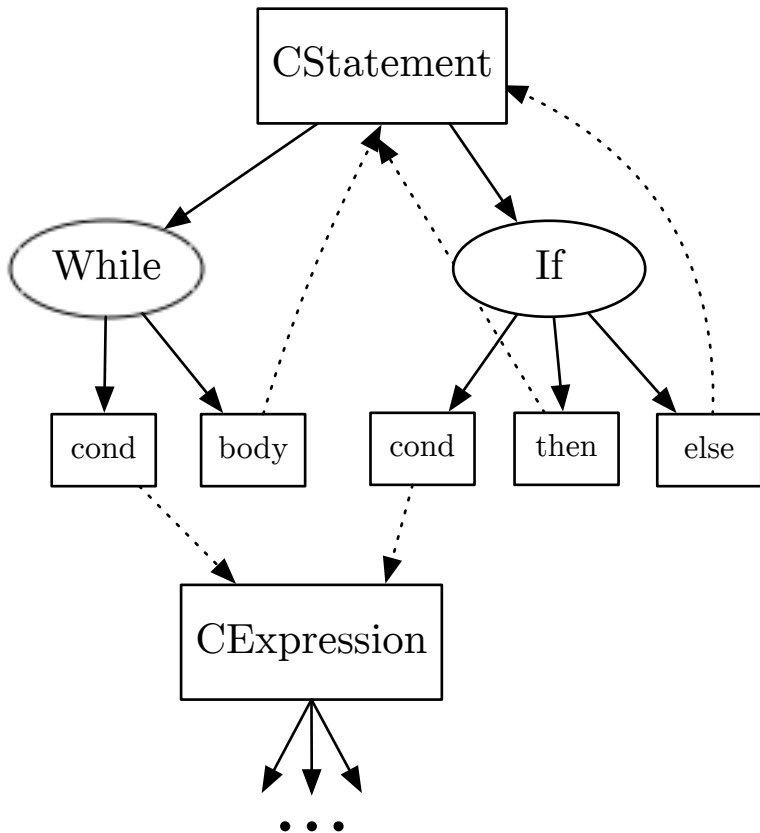 CStatement
While
If
cond
body
cond
then
else
CExpression
...